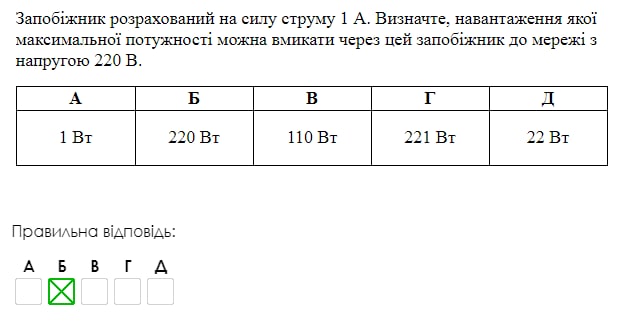 Запобіжник розрахований на силу струму 1 А. Визначте, навантаження якої
максимальної потужності можна вмикати через цей запобіжник до мережі з
напругою 220 В.
А Б В Г Д
1 Вт 220 Вт 110 Вт 221 Вт 22 Вт
Правильна відповідь:
А Б В Г Д